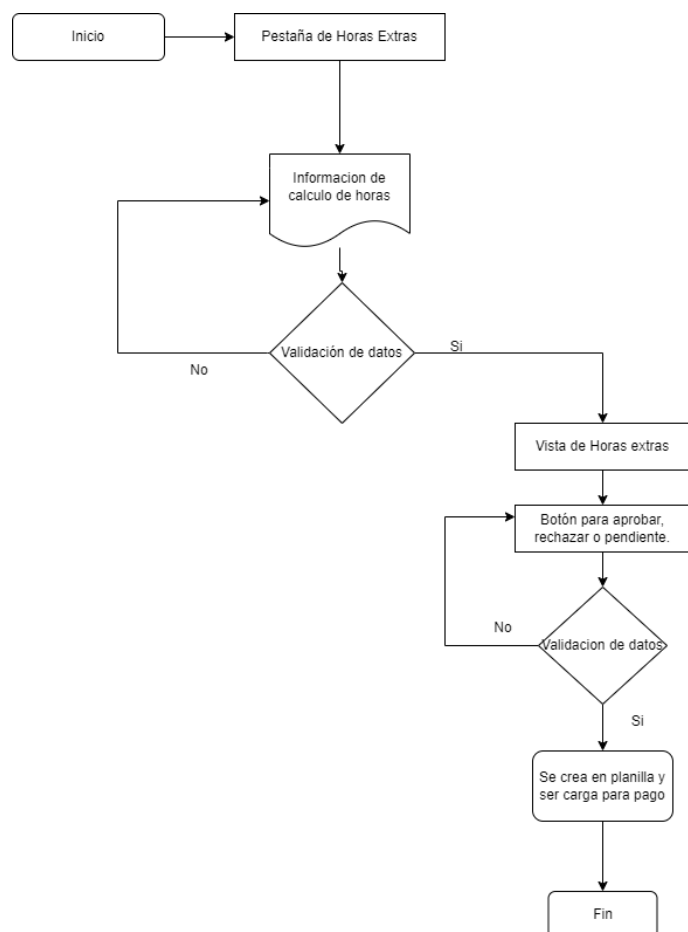 Inicio
Pestaña de Horas Extras
Informacion de
calculo de horas
Validación de datos
Si
No
Vista de Horas extras
Botón para aprobar,
rechazar o pendiente.
No
Validacion de datos
Si
Se crea en planilla y
ser carga para pago
Fin